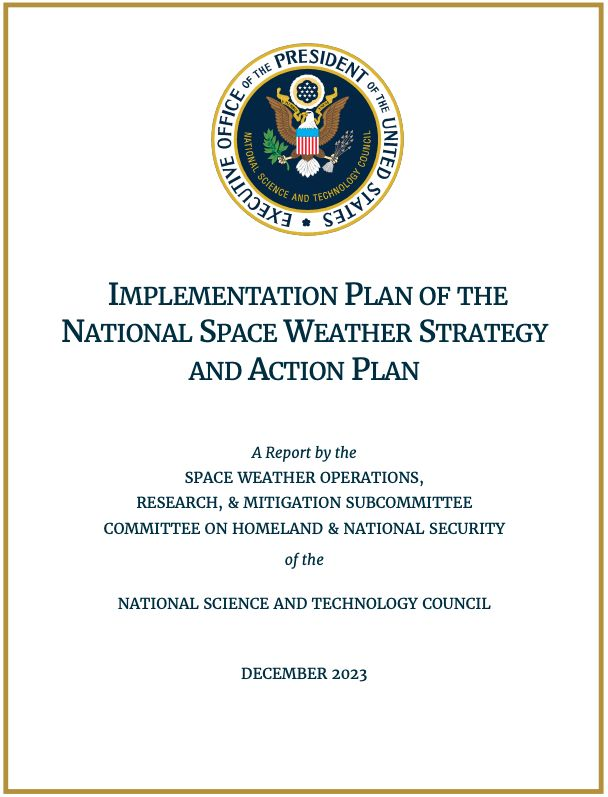 EXECUTIVE OFFICE OF THE PRESIDENT OF THE UNITED STATES
NATIONAL SCIENCE AND TECHNOLOGY COUNCIL
IMPLEMENTATION PLAN OF THE
NATIONAL SPACE WEATHER STRATEGY
AND ACTION PLAN
A Report by the
SPACE WEATHER OPERATIONS,
RESEARCH, & MITIGATION SUBCOMMITTEE
COMMITTEE ON HOMELAND & NATIONAL SECURITY
of the
NATIONAL SCIENCE AND TECHNOLOGY COUNCIL
DECEMBER 2023